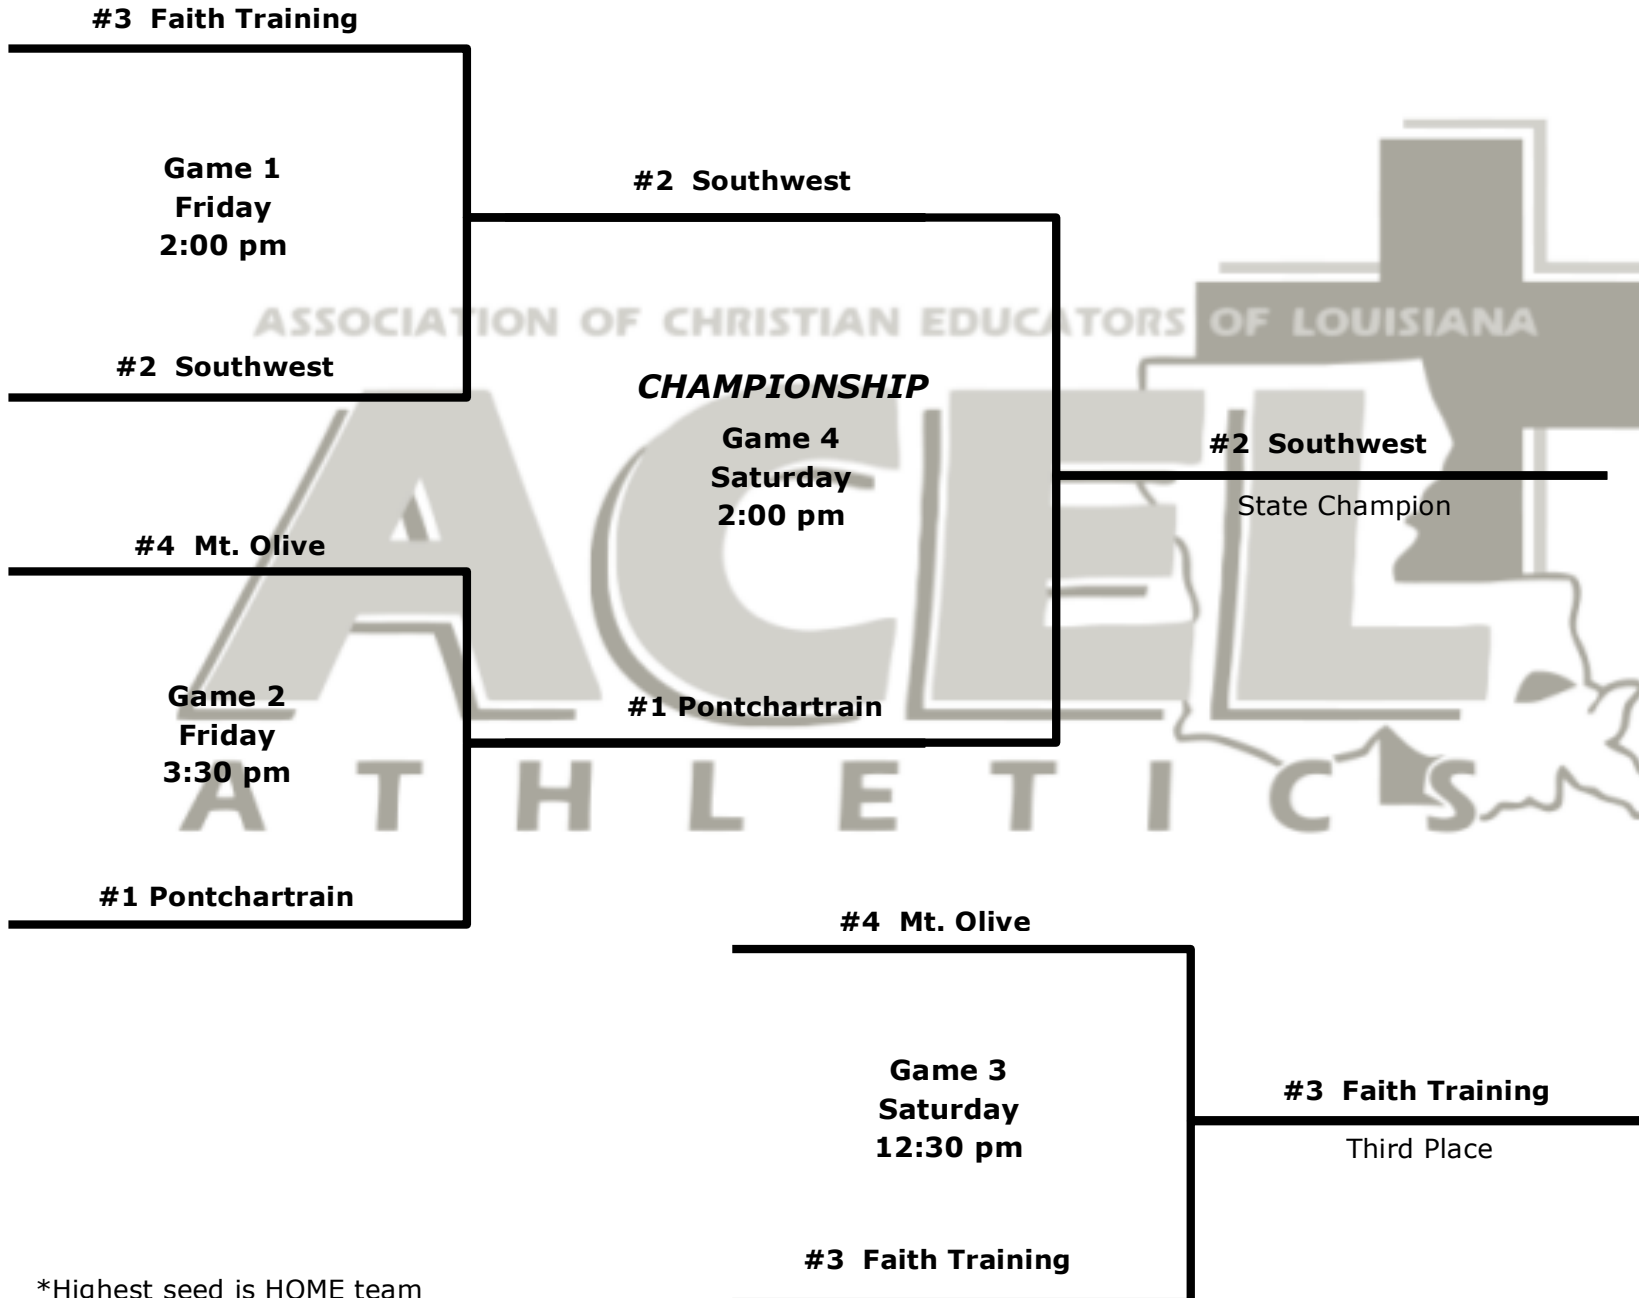 #3 Faith Training
Game 1
Friday
2:00 pm
#2 Southwest
#2 Southwest
ASSOCIATION OF CHRISTIAN EDUCATORS OF LOUISIANA
CHAMPIONSHIP
Game 4
Saturday
2:00 pm
#2 Southwest
State Champion
ACEL
#4 Mt. Olive
Game 2
Friday
3:30 pm
#1 Pontchartrain
ATHLETICS
#1 Pontchartrain
#4 Mt. Olive
Game 3
Saturday
12:30 pm
#3 Faith Training
Third Place
#3 Faith Training
*Highest seed is HOME team